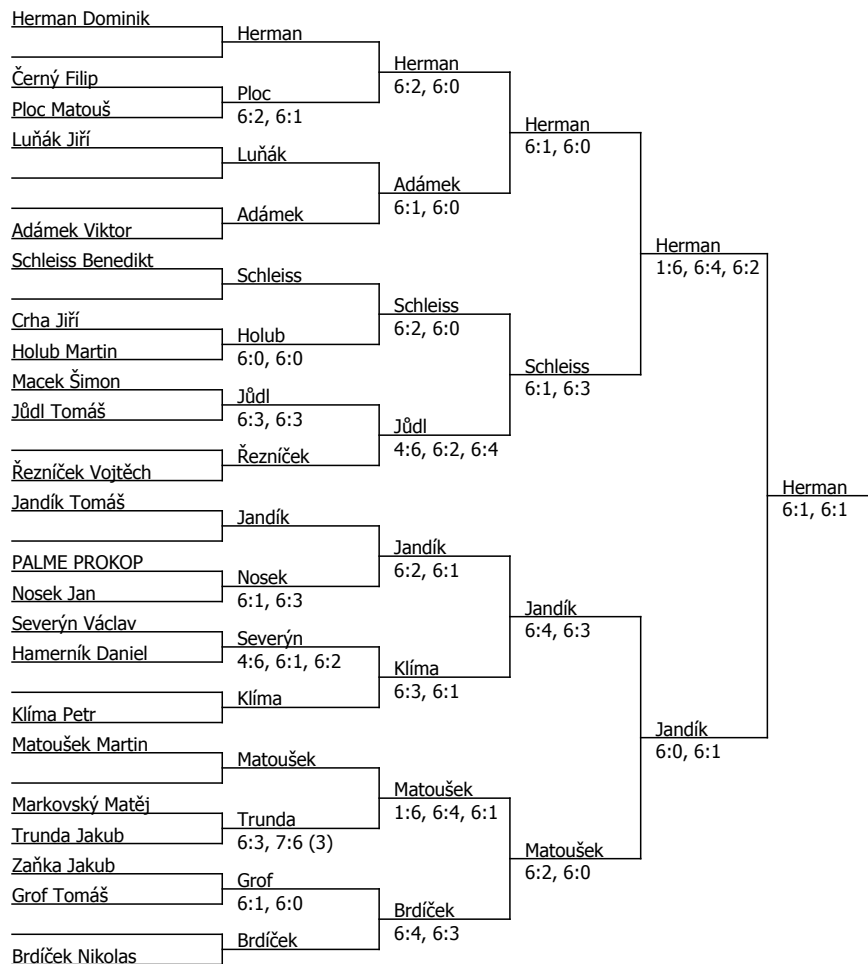 Herman Dominik
Herman
Herman
6:2, 6:0
Černý Filip
Ploc
Ploc Matouš
6:2, 6:1
Herman
6:1, 6:0
Luňák Jiří
Luňák
Adámek
6:1, 6:0
Adámek
Adámek Viktor
Herman
1:6, 6:4, 6:2
Schleiss Benedikt
Schleiss
Schleiss
6:2, 6:0
Crha Jiří
Holub
Holub Martin
6:0, 6:0
Schleiss
6:1, 6:3
Macek Šimon
Jůdl
Jůdl Tomáš
6:3, 6:3
Jůdl
4:6, 6:2, 6:4
Řezníček
Řezníček Vojtěch
Herman
6:1, 6:1
Jandík Tomáš
Jandík
Jandík
6:2, 6:1
PALME PROKOP
Nosek
Nosek Jan
6:1, 6:3
Jandík
6:4, 6:3
Severýn Václav
Severýn
Hamerník Daniel
4:6, 6:1, 6:2
Klíma
6:3, 6:1
Klíma
Klíma Petr
Jandík
6:0, 6:1
Matoušek Martin
Matoušek
Matoušek
1:6, 6:4, 6:1
Markovský Matěj
Trunda
Trunda Jakub
6:3, 7:6 (3)
Matoušek
6:2, 6:0
Zaňka Jakub
Grof
Grof Tomáš
6:1, 6:0
Brdíček
6:4, 6:3
Brdíček
Brdíček Nikolas